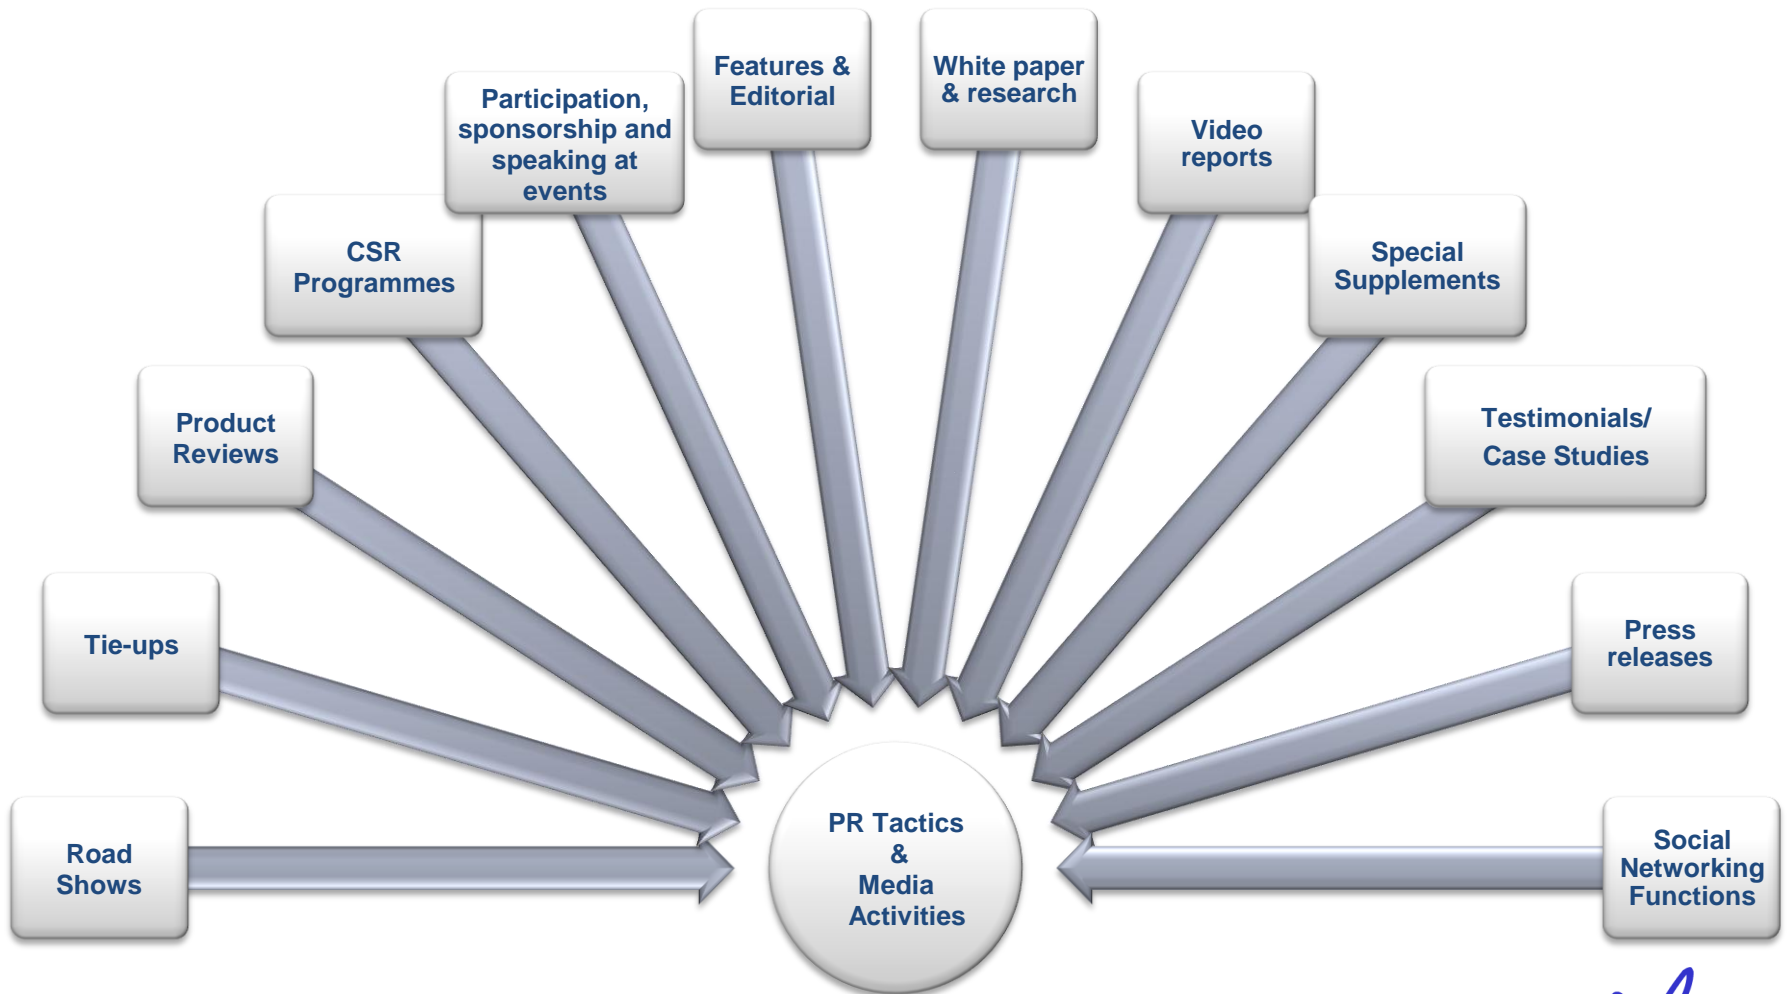 Features &
Editorial
White paper
& research
Participation,
sponsorship and
speaking at
events
Video
reports
CSR
Programmes
Special
Supplements
Product
Reviews
Testimonials/
Case Studies
Tie-ups
Press
releases
Road
Shows
PR Tactics
&
Media
Activities
Social
Networking
Functions